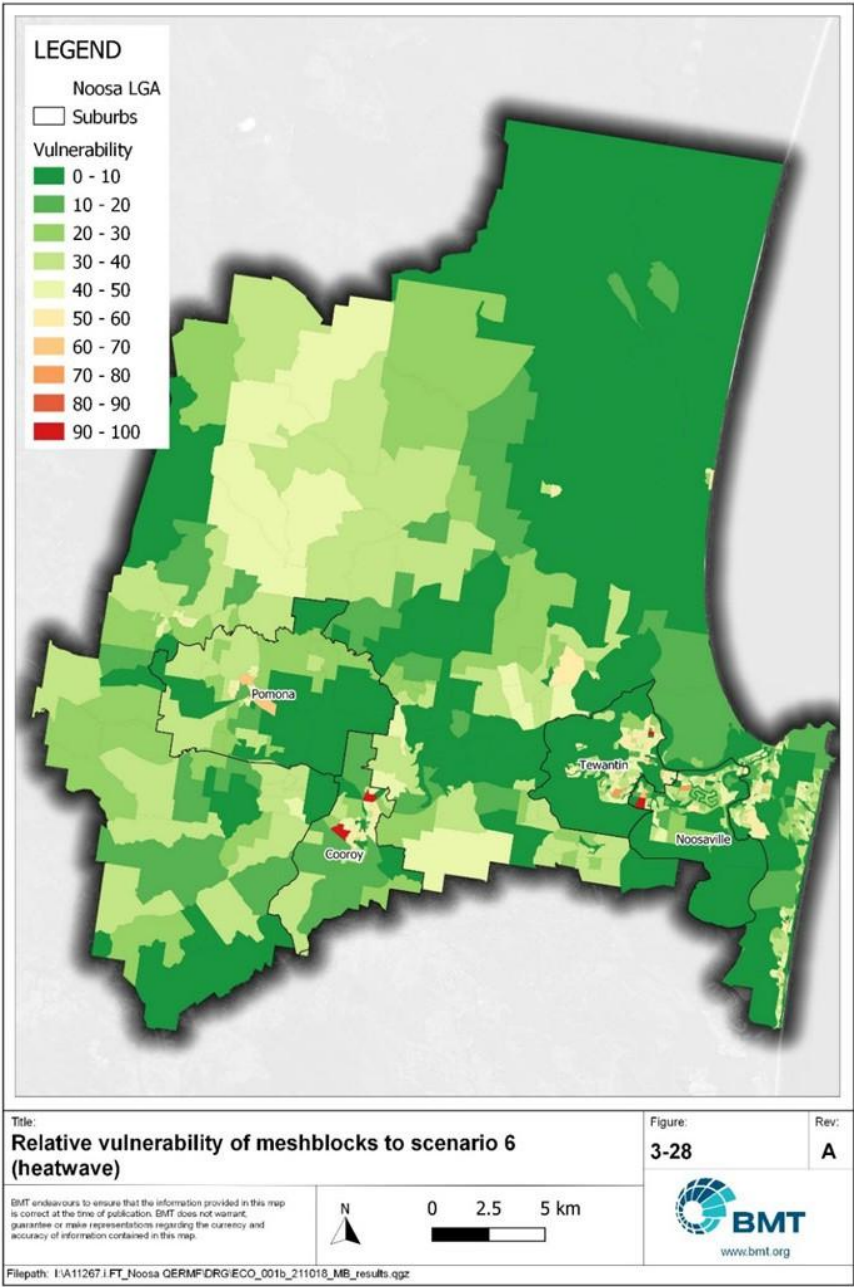 LEGEND
Noosa LGA
Suburbs
Vulnerability
0 - 10
10 - 20
20 - 30
30 - 40
40 - 50
50 - 60
60 - 70
70 - 80
80 - 90
90 - 100
Pomona
Tewantin
Noosaville
Cooroy
Title:
Relative vulnerability of meshblocks to scenario 6
(heatwave)
Figure:
3-28
Rev:
A
BMT endeavours to ensure that the information provided in this map
is correct at the time of publication. BMT does not warrant,
guarantee or make representations regarding the currency and
accuracy of information contained in this map.
N
0 2.5 5 km
BMT
www.bmt.org
Filepath: I:\A11267.i.FT_Noosa QERMF\DRG\ECO_001b_211018_MB_results.qgz